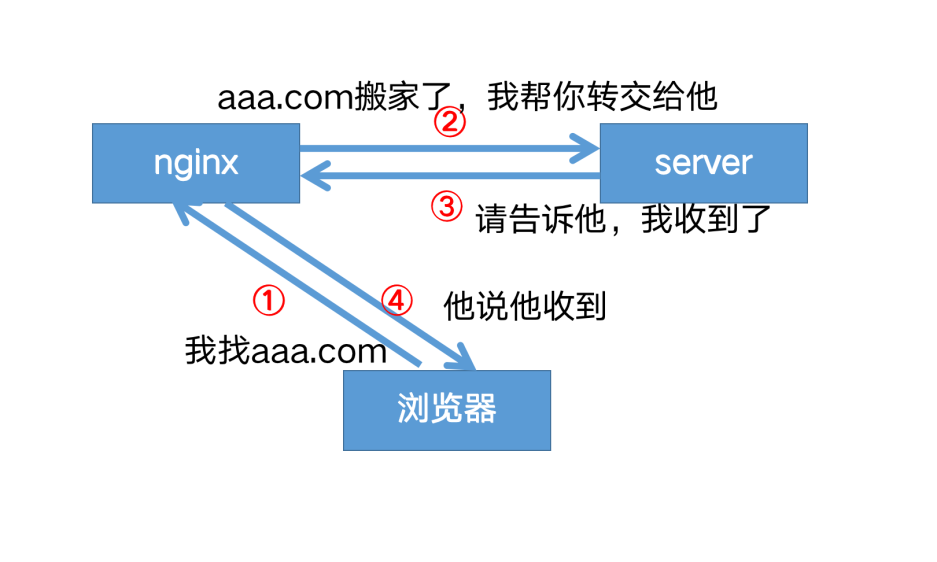 aaa.com搬家了，我帮你转交给他
②
nginx
server
③
请告诉他，我收到了
①
④
他说他收到
我找aaa.com
浏览器